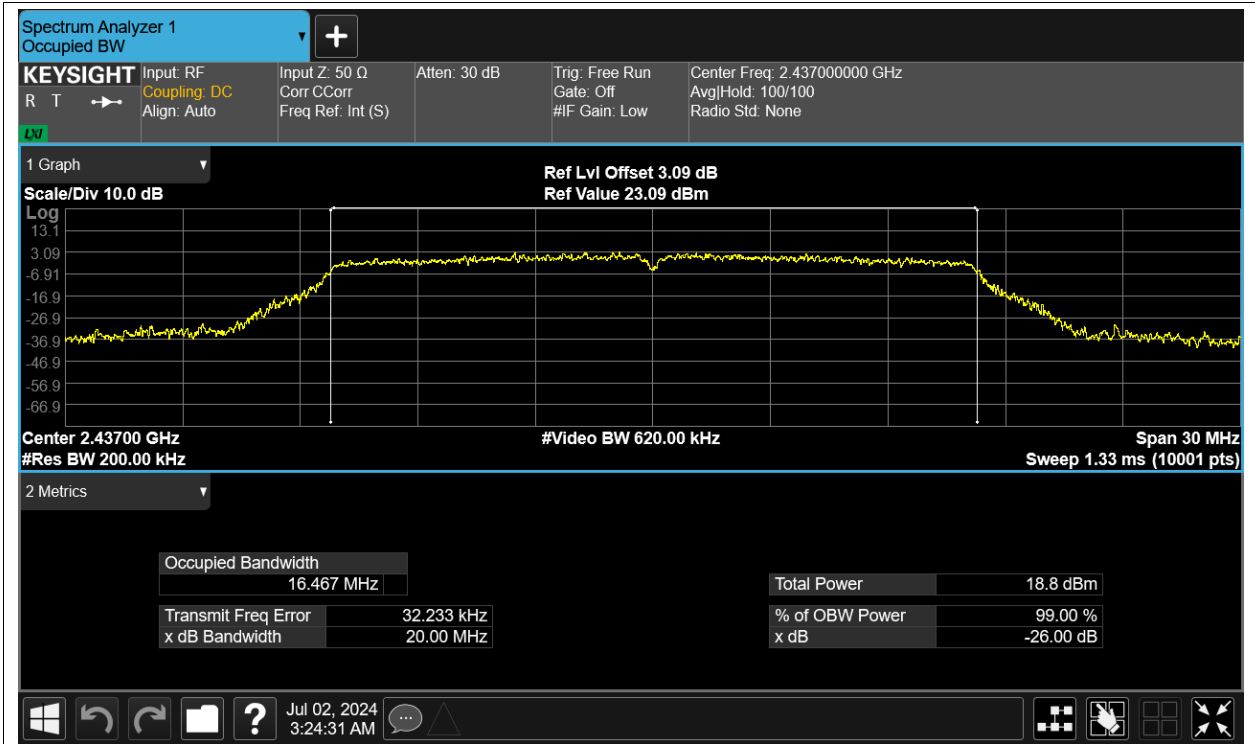 Spectrum Analyzer 1
Occupied BW
KEYSIGHT
R T
LXI
Input: RF
Coupling: DC
Align: Auto
Input Z: 50 Ω
Corr CCorr
Freq Ref: Int (S)
Atten: 30 dB
Trig: Free Run
Gate: Off
#IF Gain: Low
Center Freq: 2.437000000 GHz
Avg|Hold: 100/100
Radio Std: None
1 Graph
Scale/Div 10.0 dB
Ref Lvl Offset 3.09 dB
Ref Value 23.09 dBm
Log
13.1
3.09
-6.91
-16.9
-26.9
-36.9
-46.9
-56.9
-66.9
Center 2.43700 GHz
#Video BW 620.00 kHz
Span 30 MHz
#Res BW 200.00 kHz
Sweep 1.33 ms (10001 pts)
2 Metrics
Occupied Bandwidth
16.467 MHz
Total Power 18.8 dBm
Transmit Freq Error 32.233 kHz
% of OBW Power 99.00 %
x dB Bandwidth 20.00 MHz
x dB -26.00 dB
?
Jul 02, 2024
3:24:31 AM